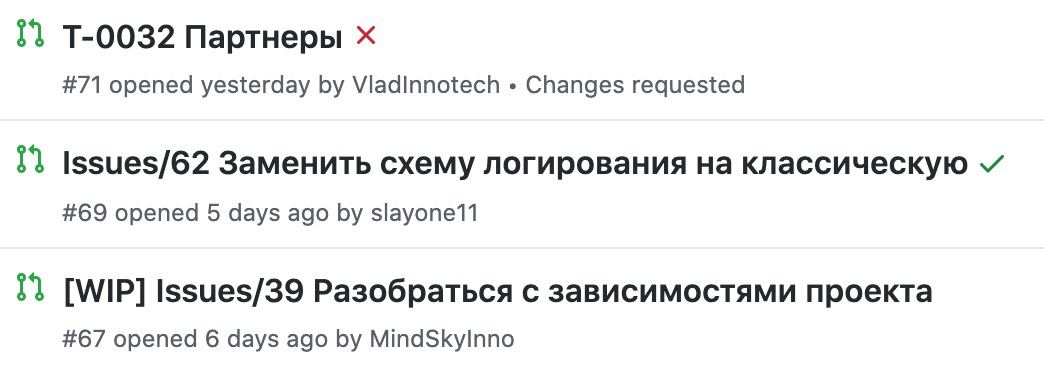 T-0032 Партнеры
#71 opened yesterday by VladInnotech • Changes requested
Issues/62 Заменить схему логирования на классическую
#69 opened 5 days ago by slayone11
[WIP] Issues/39 Разобраться с зависимостями проекта
#67 opened 6 days ago by MindSkyInno